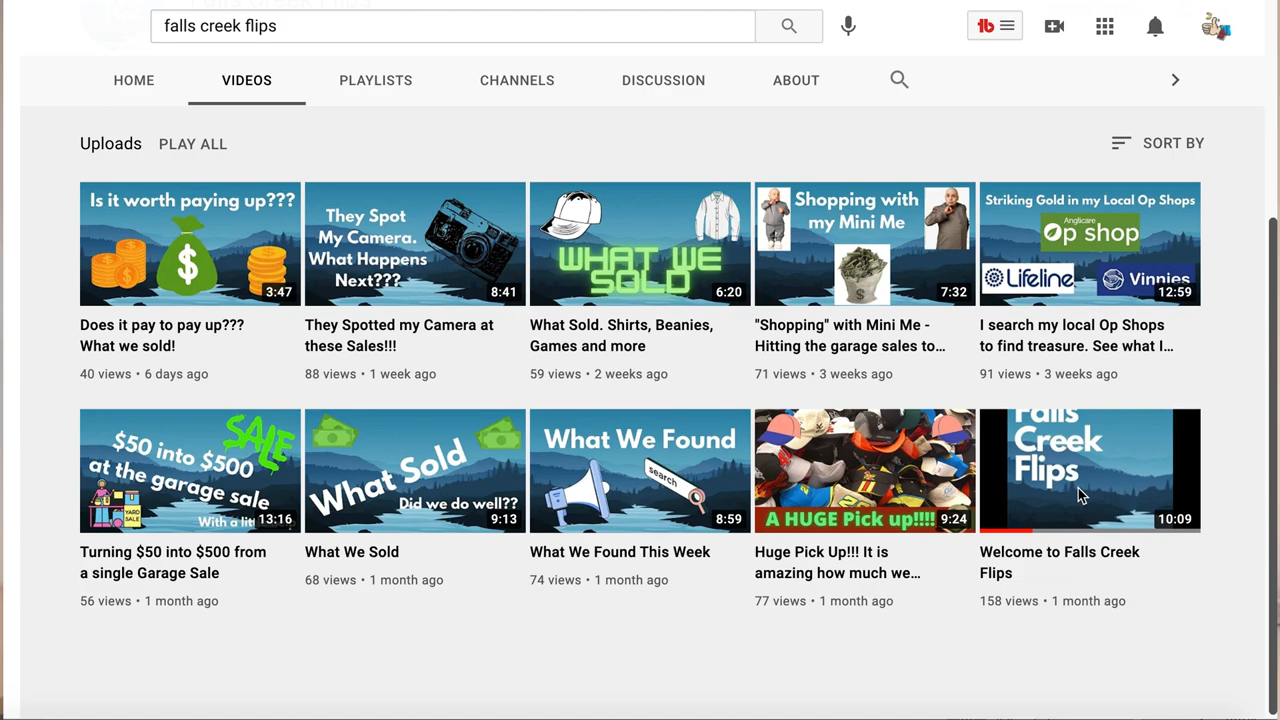 Falls Creek Flips
falls creek flips
HOME
VIDEOS
PLAYLISTS
CHANNELS
DISCUSSION
ABOUT
Uploads
PLAY ALL
SORT BY
Is it worth paying up???
$
3:47
They Spot
My Camera.
What Happens
Next???
8:41
WHAT WE
SOLD
6:20
Shopping with
my Mini Me
$
7:32
Striking Gold in my Local Op Shops
Anglicare
Op shop
Lifeline
Vinnies
12:59
Does it pay to pay up???
What we sold!
40 views • 6 days ago
They Spotted my Camera at
these Sales!!!
88 views • 1 week ago
What Sold. Shirts, Beanies,
Games and more
59 views • 2 weeks ago
"Shopping" with Mini Me -
Hitting the garage sales to...
71 views • 3 weeks ago
I search my local Op Shops
to find treasure. See what I...
91 views • 3 weeks ago
SALE
$50 into $500
at the garage sale
YARD
SALE
With a lit
13:16
What Sold
Did we do well??
9:13
What We Found
search
8:59
A HUGE Pick up!!!!
9:24
Falls
Creek
Flips
10:09
Turning $50 into $500 from
a single Garage Sale
56 views • 1 month ago
What We Sold
68 views • 1 month ago
What We Found This Week
74 views • 1 month ago
Huge Pick Up!!! It is
amazing how much we...
77 views • 1 month ago
Welcome to Falls Creek
Flips
158 views • 1 month ago